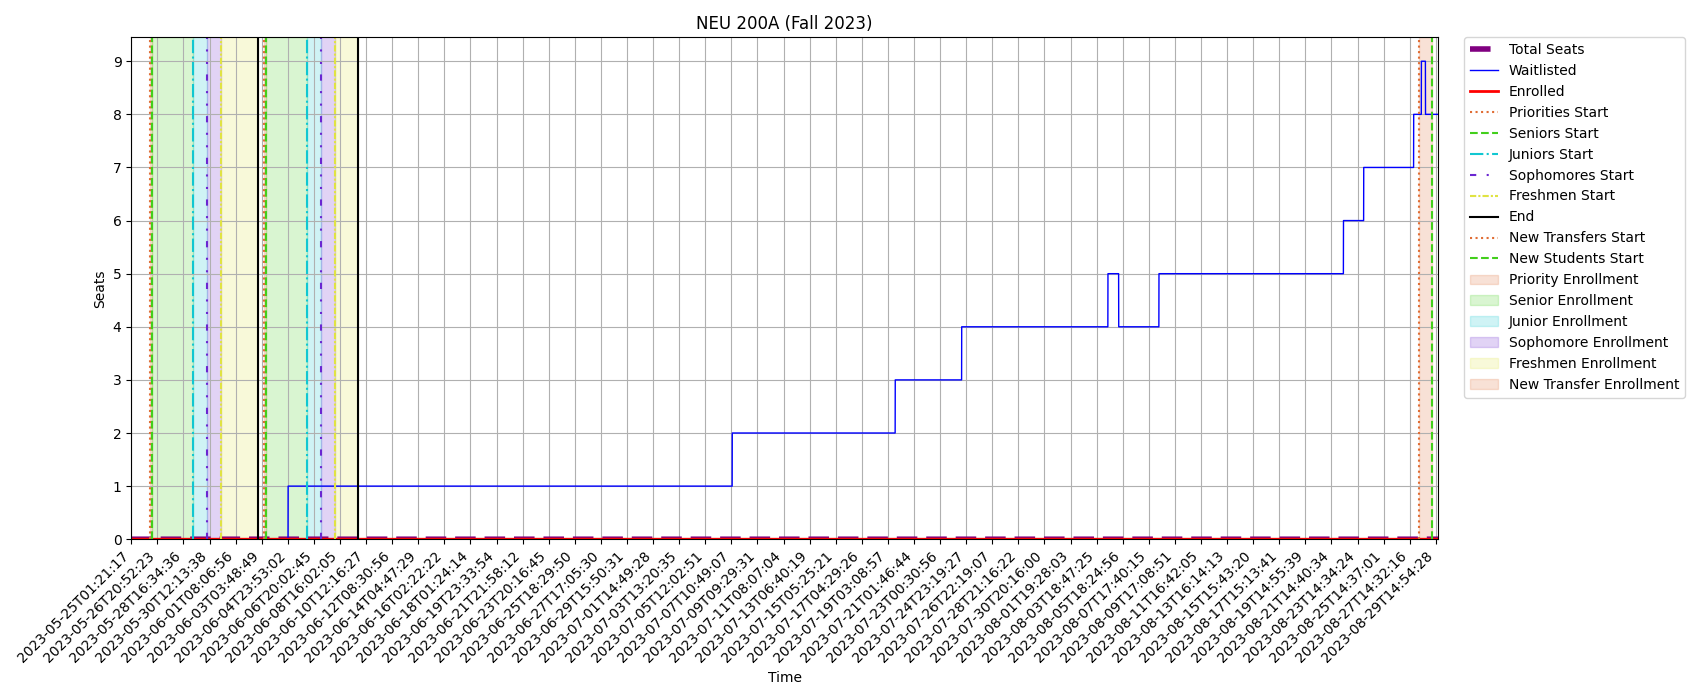 NEU 200A (Fall 2023)
Seats
9
8
7
6
5
4
3
2
1
0
2023-05-25T01:21:17
2023-05-26T20:52:23
2023-05-28T16:34:36
2023-05-30T12:13:38
2023-06-01T08:06:56
2023-06-03T03:48:49
2023-06-04T23:53:02
2023-06-06T20:02:45
2023-06-08T16:02:05
2023-06-10T12:16:27
2023-06-12T08:30:56
2023-06-14T04:47:29
2023-06-16T02:22:22
2023-06-18T01:24:14
2023-06-19T23:33:54
2023-06-21T21:58:12
2023-06-23T20:16:45
2023-06-25T18:29:50
2023-06-27T17:05:30
2023-06-29T15:50:31
2023-07-01T14:49:28
2023-07-03T13:20:35
2023-07-05T12:02:51
2023-07-07T10:49:07
2023-07-09T09:29:31
2023-07-11T08:07:04
2023-07-13T06:40:19
2023-07-15T05:25:21
2023-07-17T04:29:26
2023-07-19T03:08:57
2023-07-21T01:46:44
2023-07-23T00:30:56
2023-07-24T23:19:27
2023-07-26T22:19:07
2023-07-28T21:16:22
2023-07-30T20:16:00
2023-08-01T19:28:03
2023-08-03T18:47:25
2023-08-05T18:24:56
2023-08-07T17:40:15
2023-08-09T17:08:51
2023-08-11T16:42:05
2023-08-13T16:14:13
2023-08-15T15:43:20
2023-08-17T15:13:41
2023-08-19T14:55:39
2023-08-21T14:40:34
2023-08-23T14:34:24
2023-08-25T14:37:01
2023-08-27T14:32:16
2023-08-29T14:54:28
Time
Total Seats
Waitlisted
Enrolled
Priorities Start
Seniors Start
Juniors Start
Sophomores Start
Freshmen Start
End
New Transfers Start
New Students Start
Priority Enrollment
Senior Enrollment
Junior Enrollment
Sophomore Enrollment
Freshmen Enrollment
New Transfer Enrollment